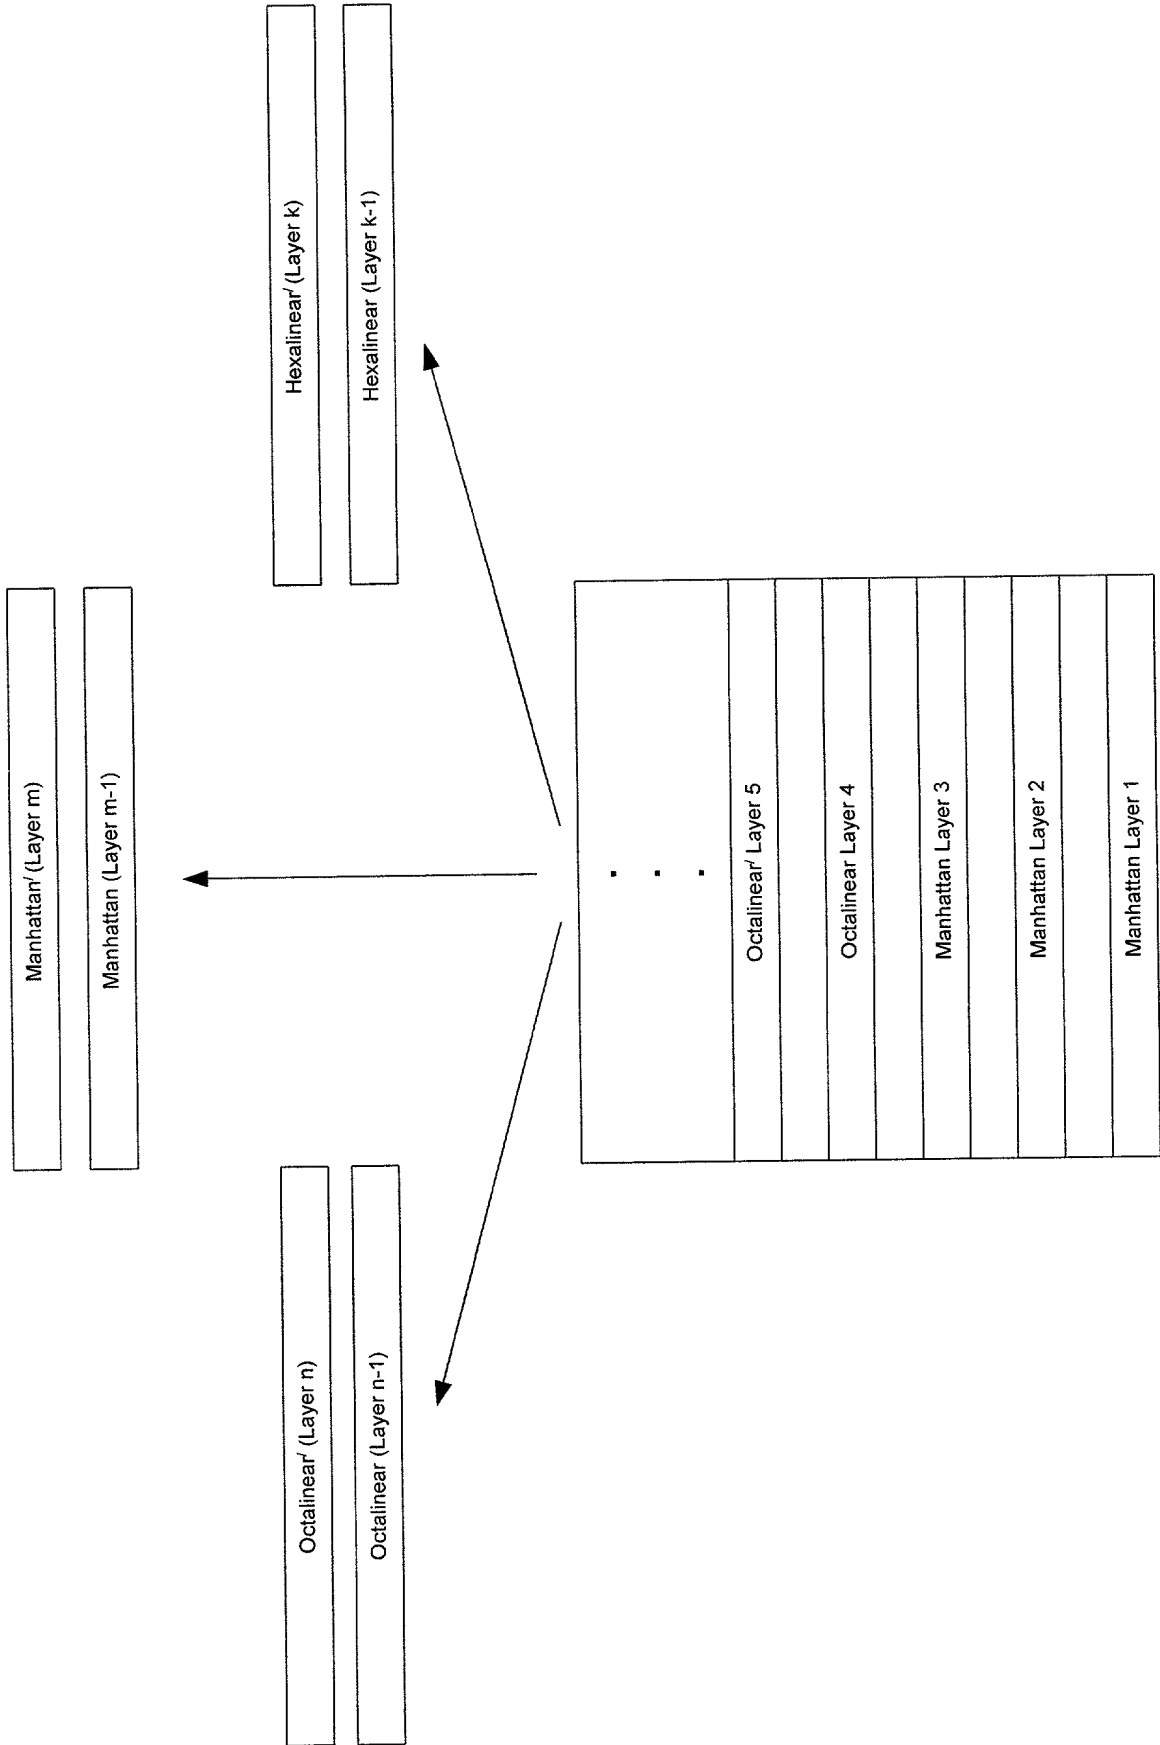 Manhattan′ (Layer m)
Manhattan (Layer m-1)
Octalinear′ (Layer n)
Octalinear (Layer n-1)
Hexalinear′ (Layer k)
Hexalinear (Layer k-1)
Octalinear′ Layer 5
Octalinear Layer 4
Manhattan Layer 3
Manhattan Layer 2
Manhattan Layer 1